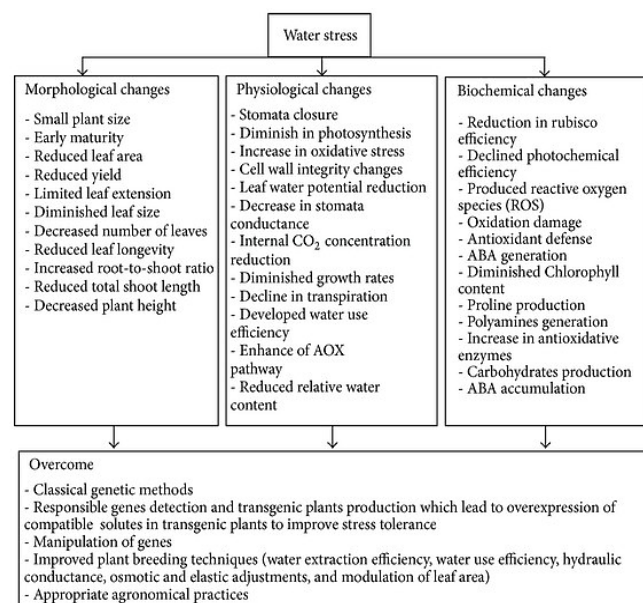 Water stress
Morphological changes
- Small plant size
- Early maturity
- Reduced leaf area
- Reduced yield
- Limited leaf extension
- Diminished leaf size
- Decreased number of leaves
- Reduced leaf longevity
- Increased root-to-shoot ratio
- Reduced total shoot length
- Decreased plant height
Physiological changes
- Stomata closure
- Diminish in photosynthesis
- Increase in oxidative stress
- Cell wall integrity changes
- Leaf water potential reduction
- Decrease in stomata
conductance
- Internal CO₂ concentration
reduction
- Diminished growth rates
- Decline in transpiration
- Developed water use
efficiency
- Enhance of AOX
pathway
- Reduced relative water
content
Biochemical changes
- Reduction in rubisco
efficiency
- Declined photochemical
efficiency
- Produced reactive oxygen
species (ROS)
- Oxidation damage
- Antioxidant defense
- ABA generation
- Diminished Chlorophyll
content
- Proline production
- Polyamines generation
- Increase in antioxidative
enzymes
- Carbohydrates production
- ABA accumulation
Overcome
- Classical genetic methods
- Responsible genes detection and transgenic plants production which lead to overexpression of
compatible solutes in transgenic plants to improve stress tolerance
- Manipulation of genes
- Improved plant breeding techniques (water extraction efficiency, water use efficiency, hydraulic
conductance, osmotic and elastic adjustments, and modulation of leaf area)
- Appropriate agronomical practices